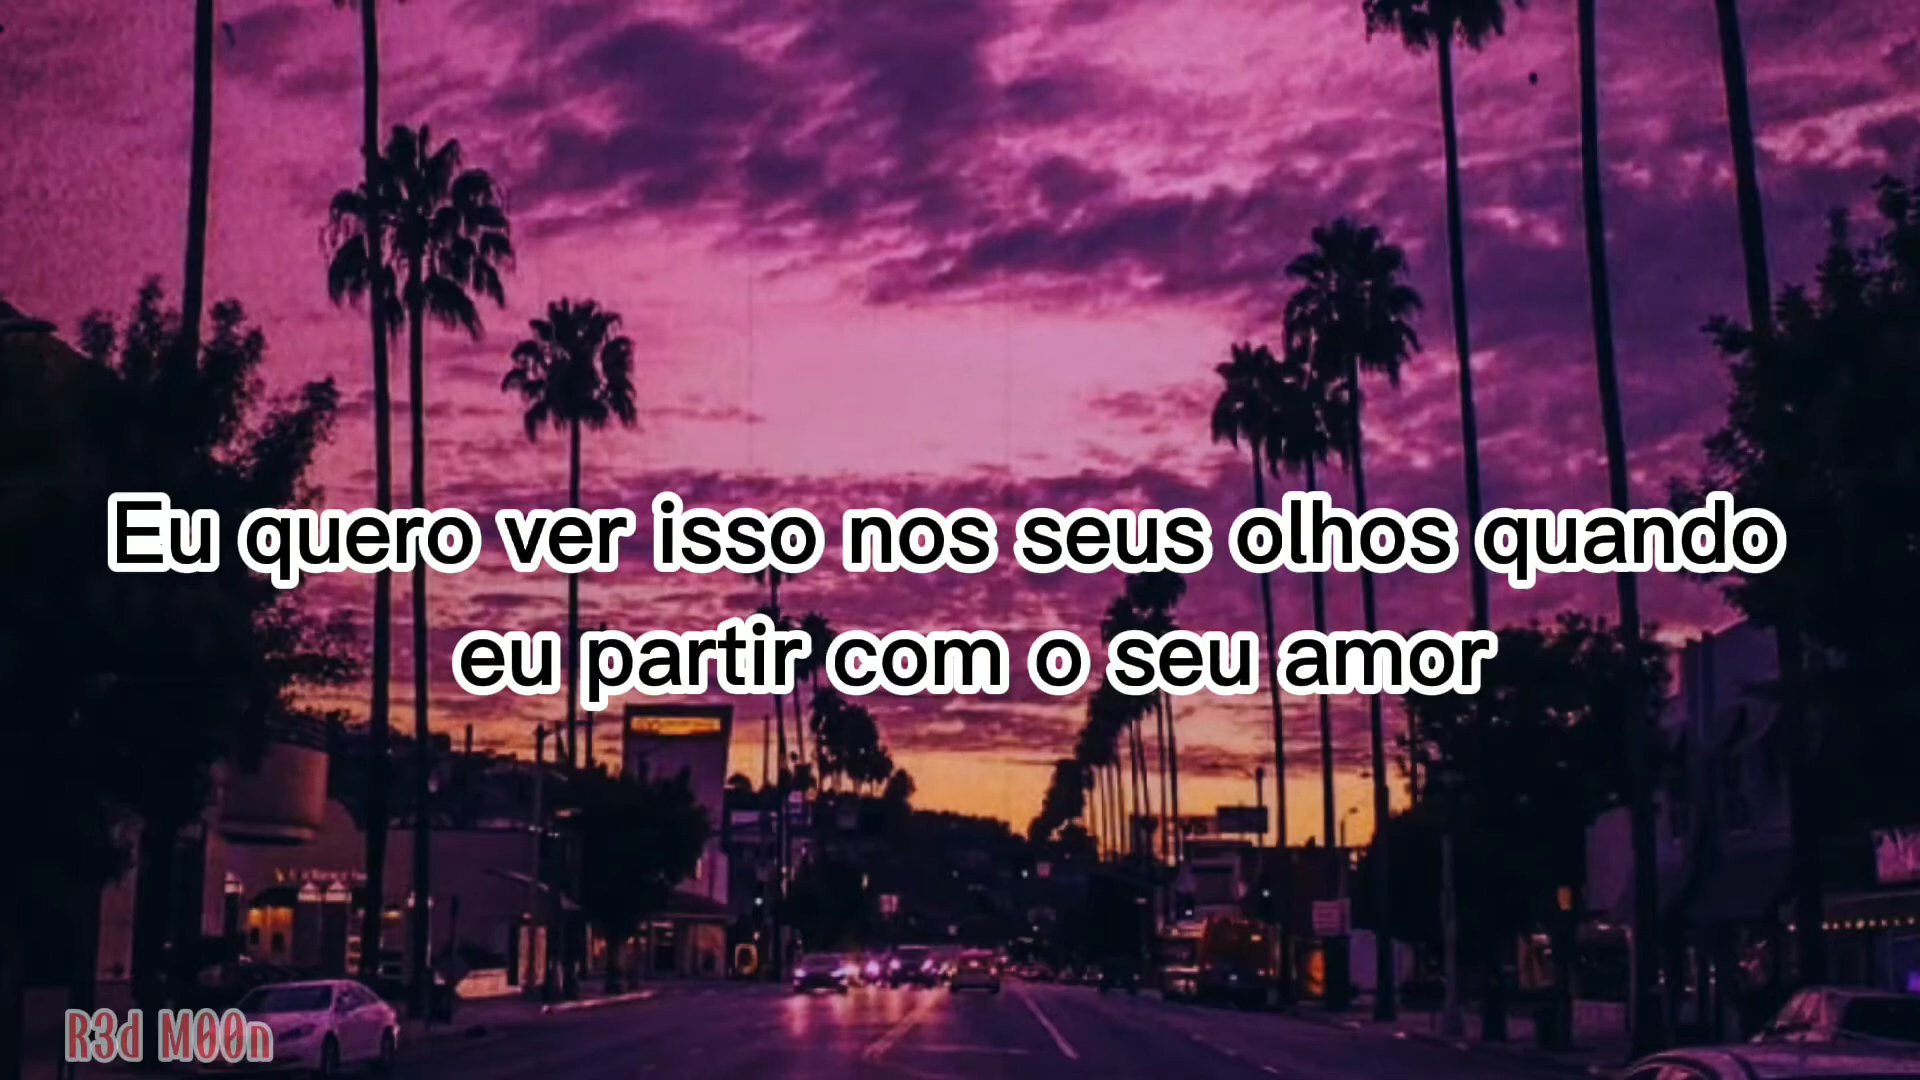 Eu quero ver isso nos seus olhos quando
eu partir com o seu amor
R3d M00n